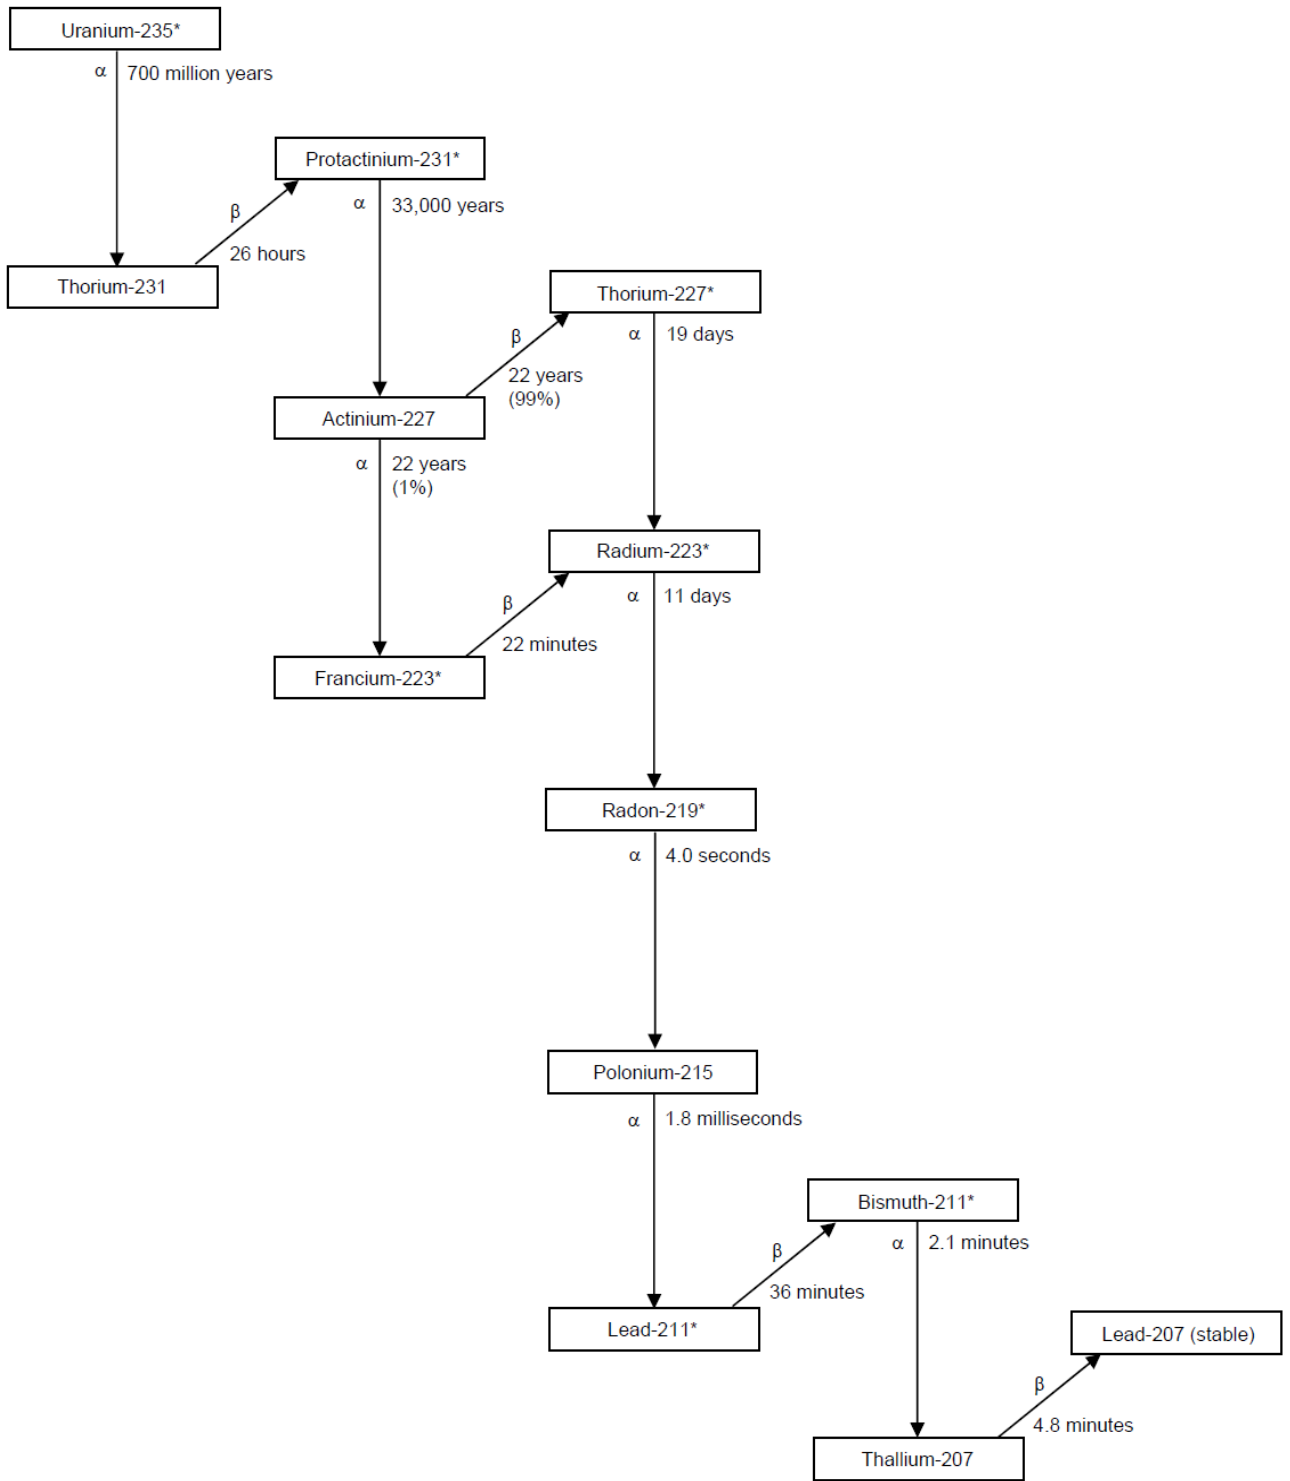 Uranium-235*
α 700 million years
Protactinium-231*
α 33,000 years
β
26 hours
Thorium-231
Thorium-227*
α 19 days
β
22 years
(99%)
Actinium-227
α 22 years
(1%)
Radium-223*
α 11 days
β
22 minutes
Francium-223*
Radon-219*
α 4.0 seconds
Polonium-215
α 1.8 milliseconds
Bismuth-211*
α 2.1 minutes
β
36 minutes
Lead-211*
Lead-207 (stable)
β
4.8 minutes
Thallium-207